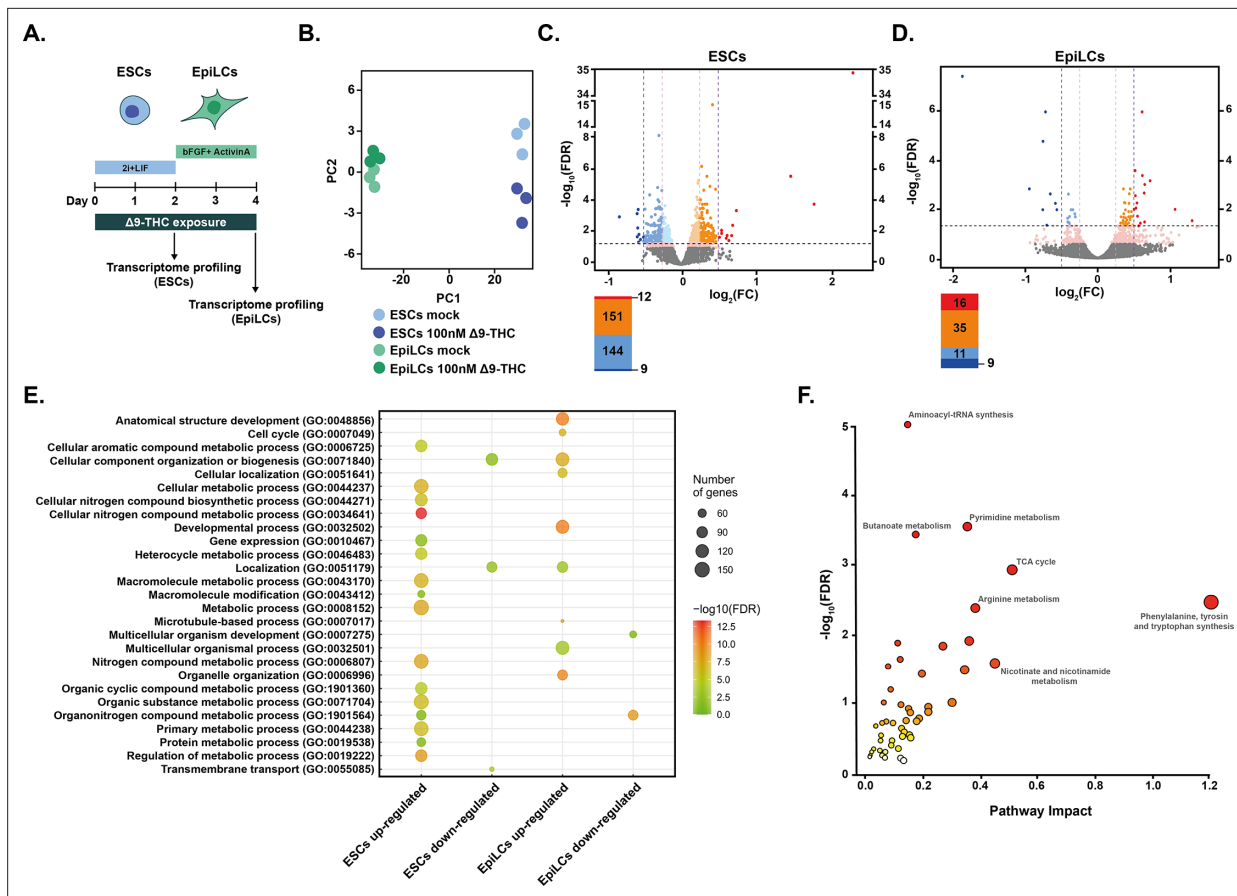 A.
ESCs
EpiLCs
bFGF+ ActivinA
2i+LIF
Day 0 1 2 3 4
Δ9-THC exposure
Transcriptome profiling
(ESCs)
Transcriptome profiling
(EpiLCs)
B.
6
3
0
-3
-6
PC2
-20 0 20
PC1
ESCs mock
ESCs 100nM Δ9-THC
EpiLCs mock
EpiLCs 100nM Δ9-THC
C.
ESCs
35 35
34 34
15 15
14 14
8 8
6 6
4 4
2 2
0 0
-log10(FDR)
-1 0 1 2
log2(FC)
12
151
144
9
D.
EpiLCs
6 6
4 4
2 2
0 0
-log10(FDR)
-2 -1 0 1
log2(FC)
16
35
11
9
E.
Anatomical structure development (GO:0048856)
Cell cycle (GO:0007049)
Cellular aromatic compound metabolic process (GO:0006725)
Cellular component organization or biogenesis (GO:0071840)
Cellular localization (GO:0051641)
Cellular metabolic process (GO:0044237)
Cellular nitrogen compound biosynthetic process (GO:0044271)
Cellular nitrogen compound metabolic process (GO:0034641)
Developmental process (GO:0032502)
Gene expression (GO:0010467)
Heterocycle metabolic process (GO:0046483)
Localization (GO:0051179)
Macromolecule metabolic process (GO:0043170)
Macromolecule modification (GO:0043412)
Metabolic process (GO:0008152)
Microtubule-based process (GO:0007017)
Multicellular organism development (GO:0007275)
Multicellular organismal process (GO:0032501)
Nitrogen compound metabolic process (GO:0006807)
Organelle organization (GO:0006996)
Organic cyclic compound metabolic process (GO:1901360)
Organic substance metabolic process (GO:0071704)
Organonitrogen compound metabolic process (GO:1901564)
Primary metabolic process (GO:0044238)
Protein metabolic process (GO:0019538)
Regulation of metabolic process (GO:0019222)
Transmembrane transport (GO:0055085)
ESCs up-regulated
ESCs down-regulated
EpiLCs up-regulated
EpiLCs down-regulated
Number
of genes
60
90
120
150
−log10(FDR)
12.5
10.0
7.5
5.0
2.5
0.0
F.
5
4
3
2
1
0
-log10(FDR)
Aminoacyl-tRNA synthesis
Pyrimidine metabolism
Butanoate metabolism
TCA cycle
Arginine metabolism
Phenylalanine, tyrosin
and tryptophan synthesis
Nicotinate and nicotinamide
metabolism
0.0 0.2 0.4 0.6 0.8 1.0 1.2
Pathway Impact